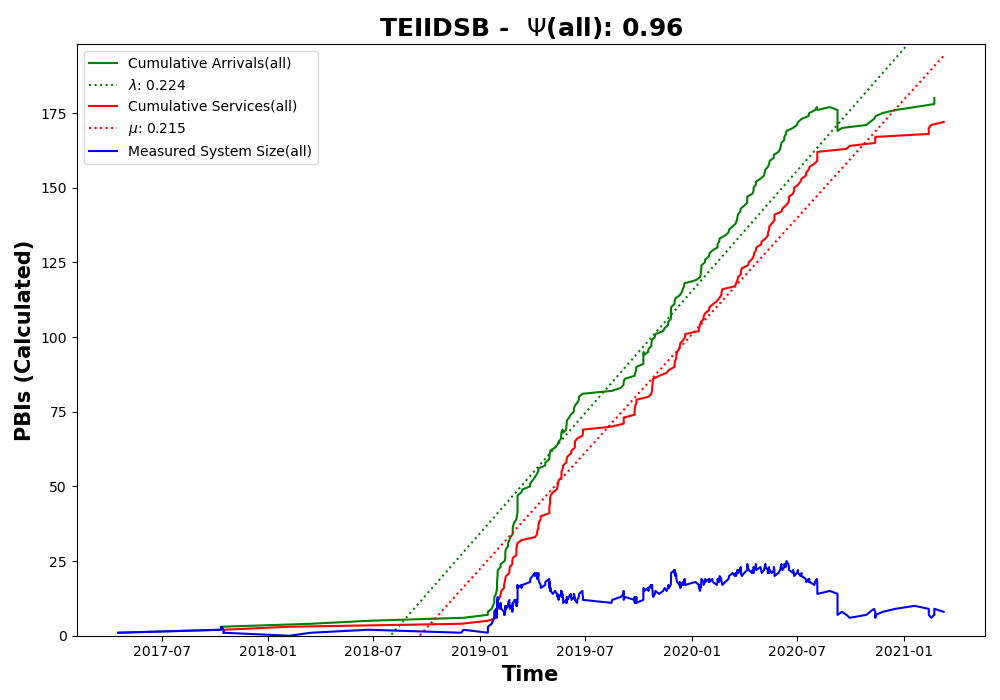 TEIIDSB - Ψ(all): 0.96
Cumulative Arrivals(all)
λ: 0.224
Cumulative Services(all)
μ: 0.215
Measured System Size(all)
PBIs (Calculated)
175
150
125
100
75
50
25
0
2017-07 2018-01 2018-07 2019-01 2019-07 2020-01 2020-07 2021-01
Time